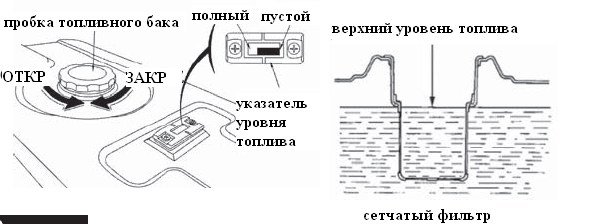 пробка топливного бака
полный пустой
ОТКР ЗАКР
указатель
уровня
топлива
верхний уровень топлива
сетчатый фильтр